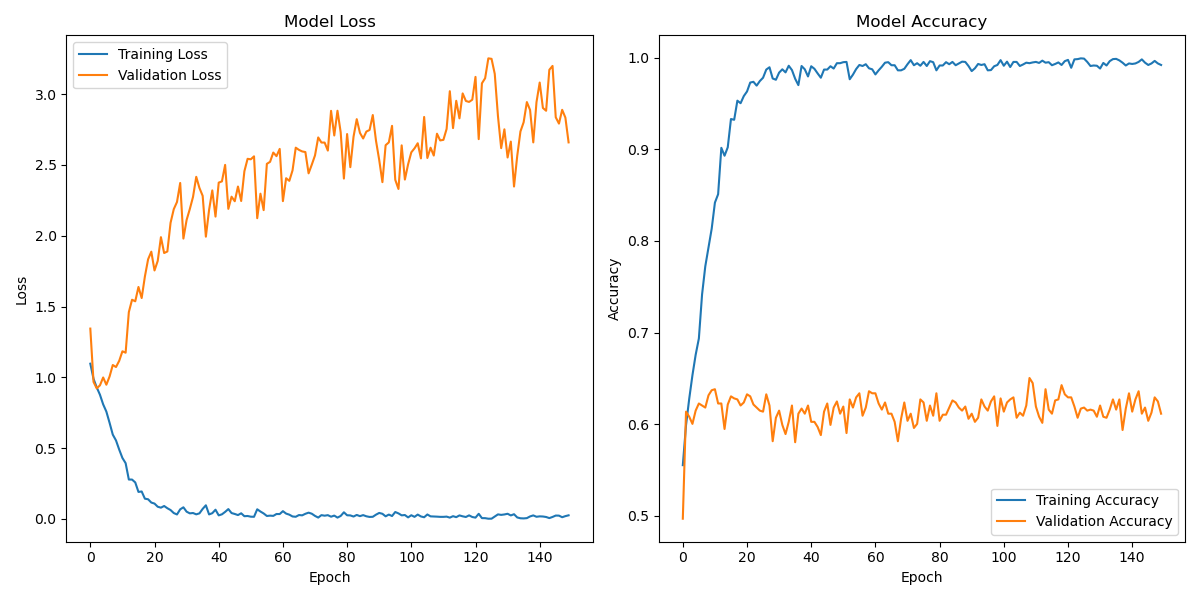 Model Loss
Training Loss
Validation Loss
Loss
3.0
2.5
2.0
1.5
1.0
0.5
0.0
0 20 40 60 80 100 120 140
Epoch
Model Accuracy
Accuracy
1.0
0.9
0.8
0.7
0.6
0.5
Training Accuracy
Validation Accuracy
0 20 40 60 80 100 120 140
Epoch